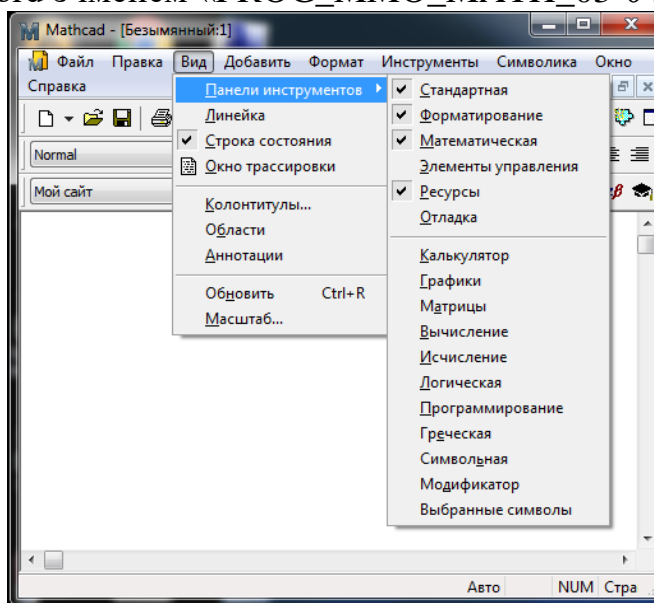 Mathcad - [Безымянный:1]
Файл Правка Вид Добавить Формат Инструменты Символика Окно
Справка
Normal
Мой сайт
Панели инструментов
Линейка
Строка состояния
Окно трассировки
Колонтитулы...
Области
Аннотации
Обновить Ctrl+R
Масштаб...
Стандартная
Форматирование
Математическая
Элементы управления
Ресурсы
Отладка
Калькулятор
Графики
Матрицы
Вычисление
Исчисление
Логическая
Программирование
Греческая
Символьная
Модификатор
Выбранные символы
Авто NUM Стра